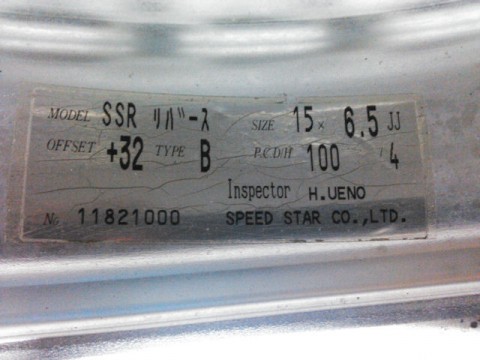 MODEL SSR リバース SIZE 15× 6.5 JJ
OFFSET +32 TYPE B P.C.D/H 100 / 4
Inspector H.UENO
No 11821000 SPEED STAR CO.,LTD.